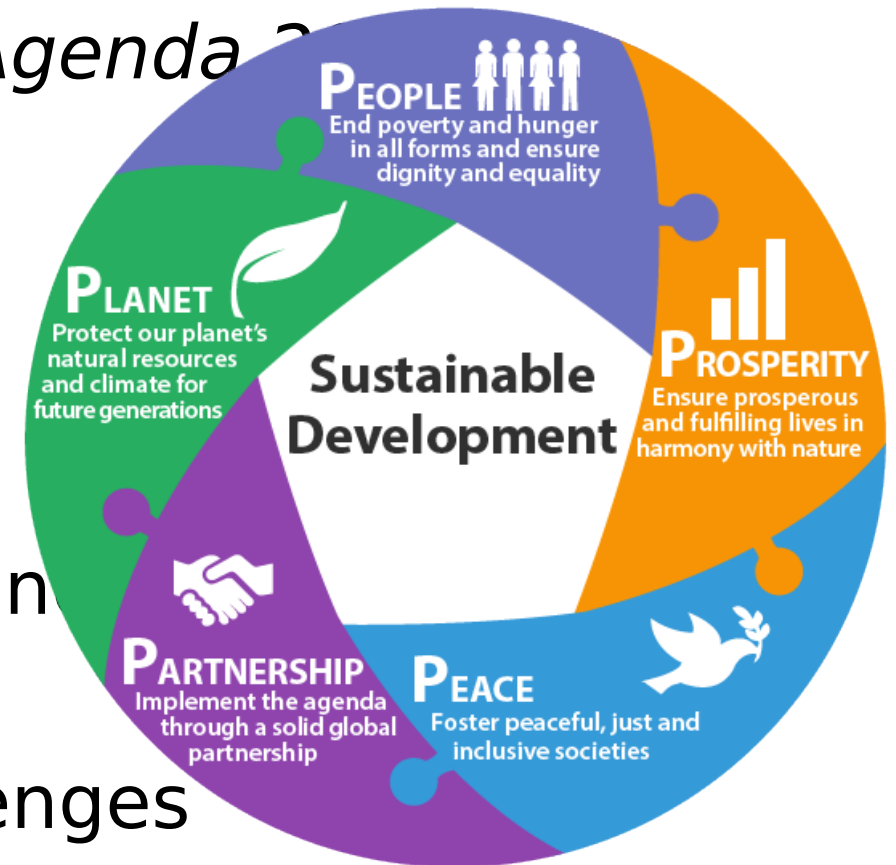 Agenda
PEOPLE
End poverty and hunger
in all forms and ensure
dignity and equality
PLANET
Protect our planet's
natural resources
and climate for
future generations
Sustainable
Development
PROSPERITY
Ensure prosperous
and fulfilling lives in
harmony with nature
PARTNERSHIP
Implement the agenda
through a solid global
partnership
PEACE
Foster peaceful, just and
inclusive societies
enges